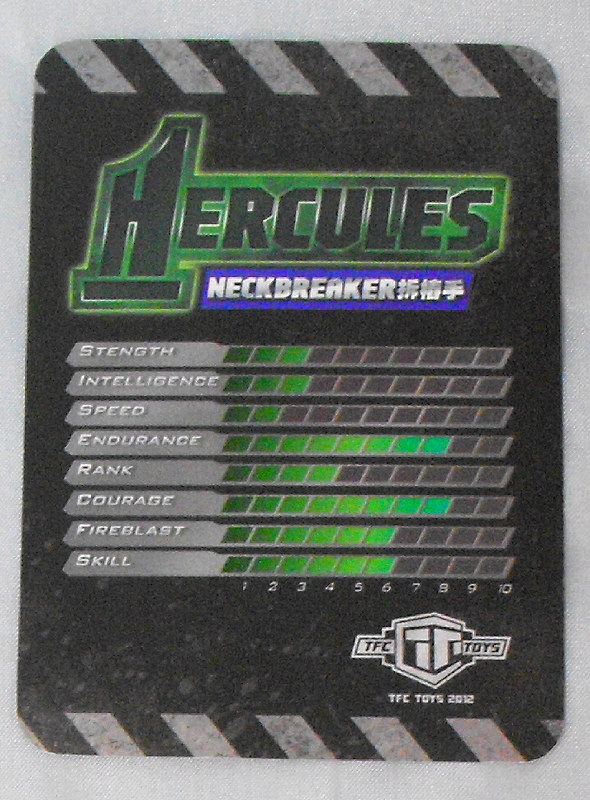 HERCULES
NECKBREAKER拆樁手
STENGTH
INTELLIGENCE
SPEED
ENDURANCE
RANK
COURAGE
FIREBLAST
SKILL
1 2 3 4 5 6 7 8 9 10
TFC TOYS
TFC TOYS 2012